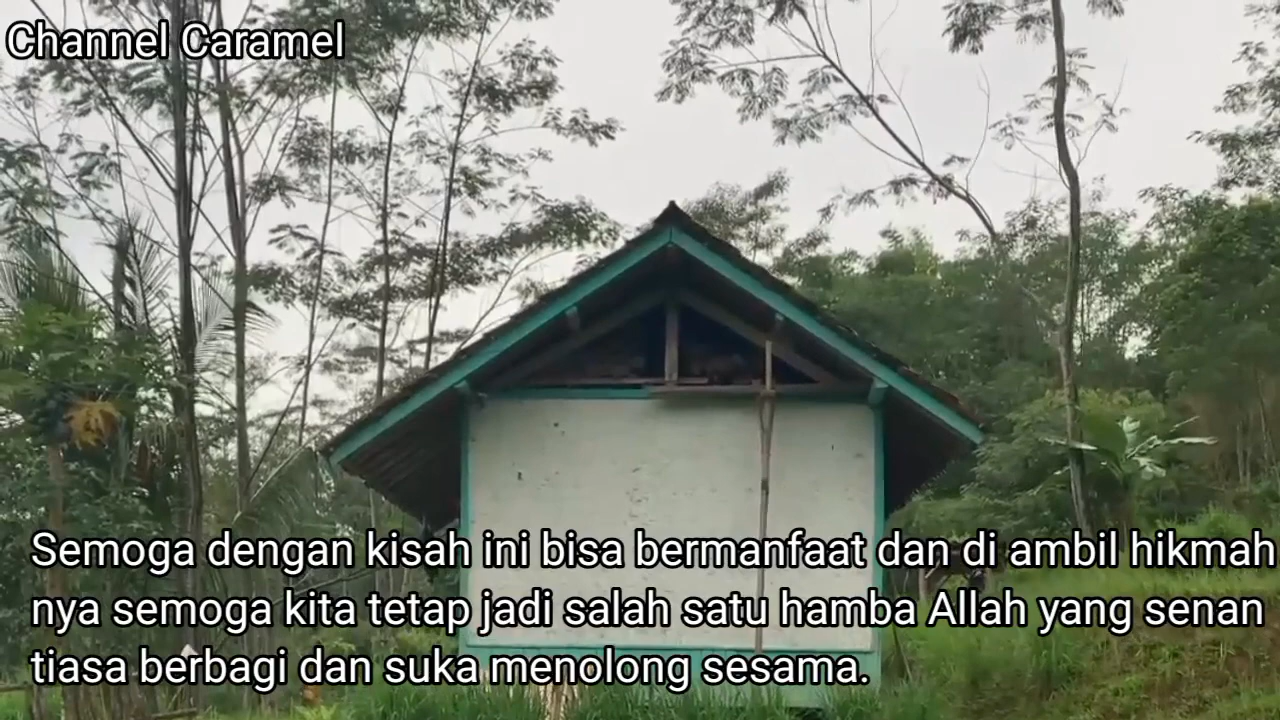 Channel Caramel
Semoga dengan kisah ini bisa bermanfaat dan di ambil hikmah
nya semoga kita tetap jadi salah satu hamba Allah yang senan
tiasa berbagi dan suka menolong sesama.